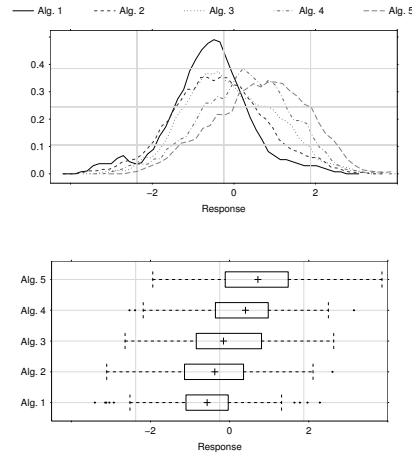 Alg. 1 Alg. 2 Alg. 3 Alg. 4 Alg. 5
0.4
0.3
0.2
0.1
0.0
−2 0 2
Response
Alg. 5
Alg. 4
Alg. 3
Alg. 2
Alg. 1
−2 0 2
Response